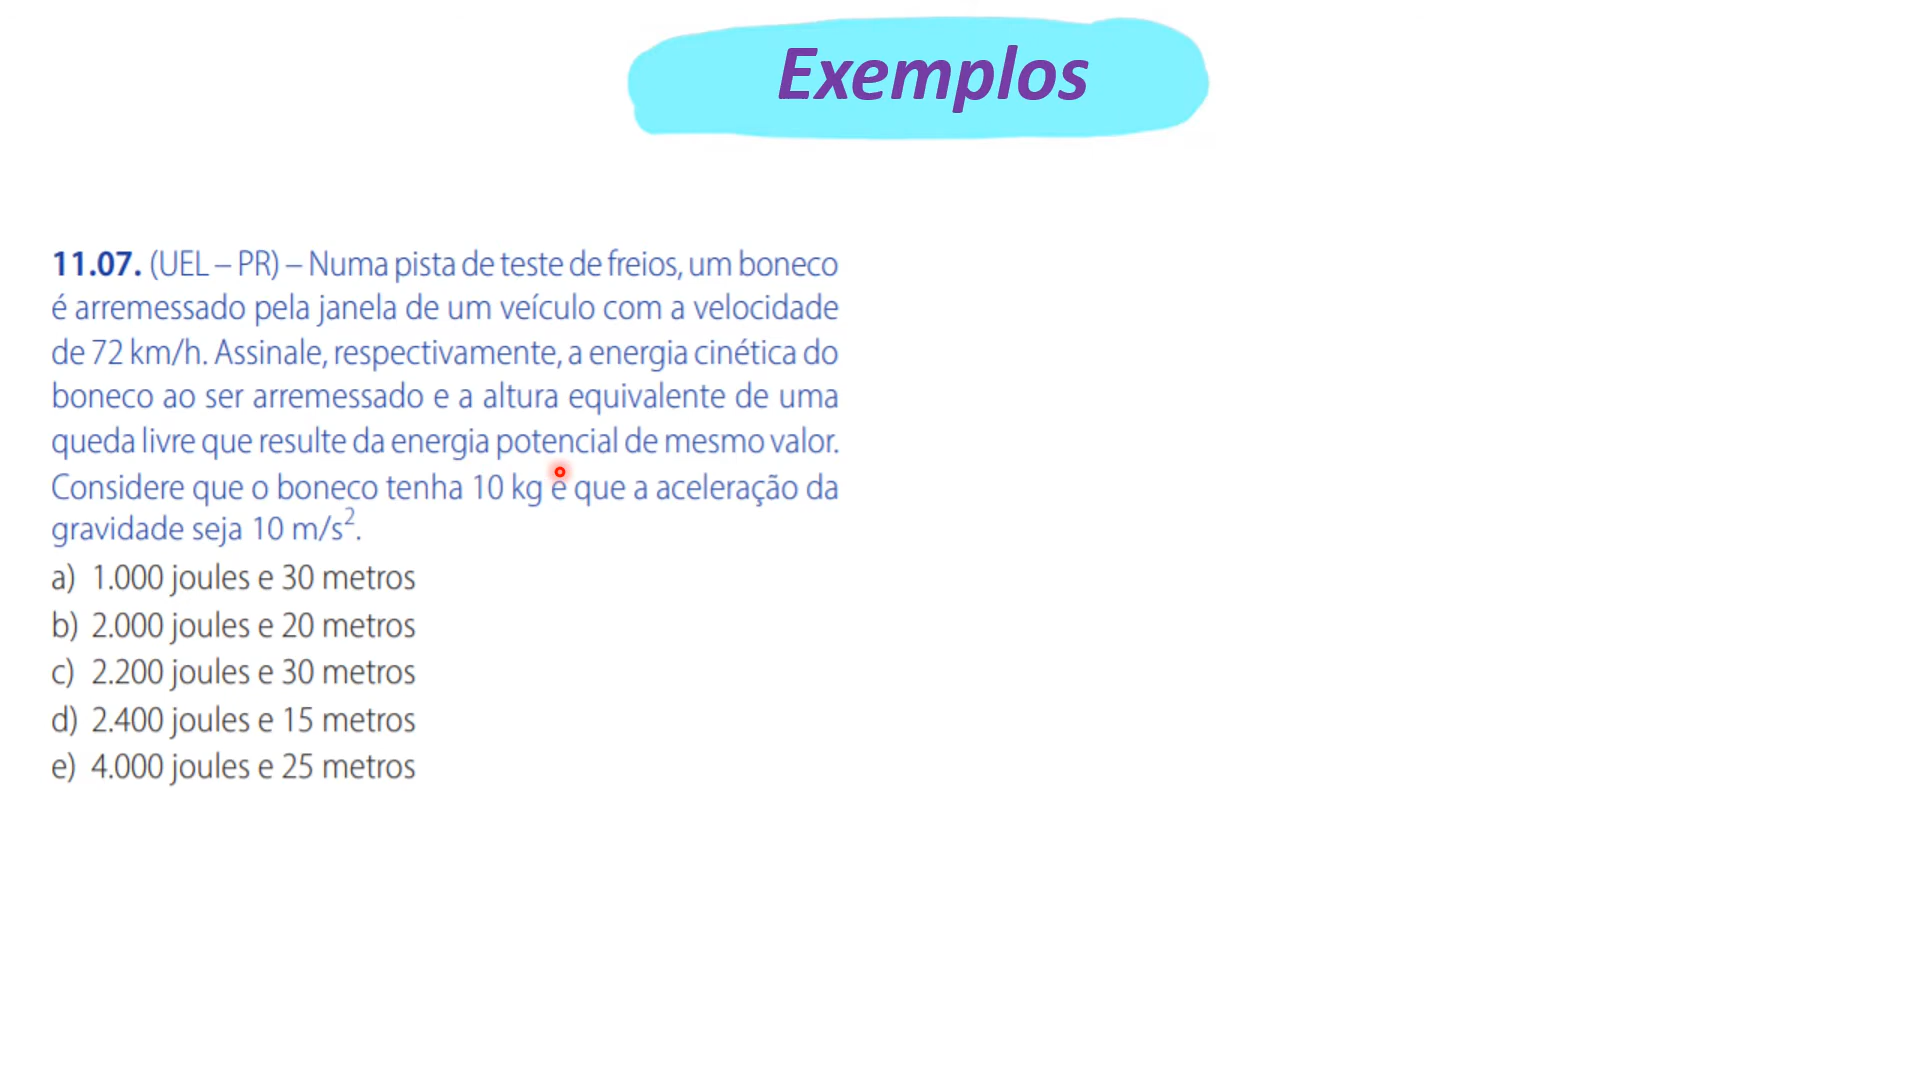 Exemplos
11.07. (UEL – PR) – Numa pista de teste de freios, um boneco
é arremessado pela janela de um veículo com a velocidade
de 72 km/h. Assinale, respectivamente, a energia cinética do
boneco ao ser arremessado e a altura equivalente de uma
queda livre que resulte da energia potencial de mesmo valor.
Considere que o boneco tenha 10 kg e que a aceleração da
gravidade seja 10 m/s².
a) 1.000 joules e 30 metros
b) 2.000 joules e 20 metros
c) 2.200 joules e 30 metros
d) 2.400 joules e 15 metros
e) 4.000 joules e 25 metros